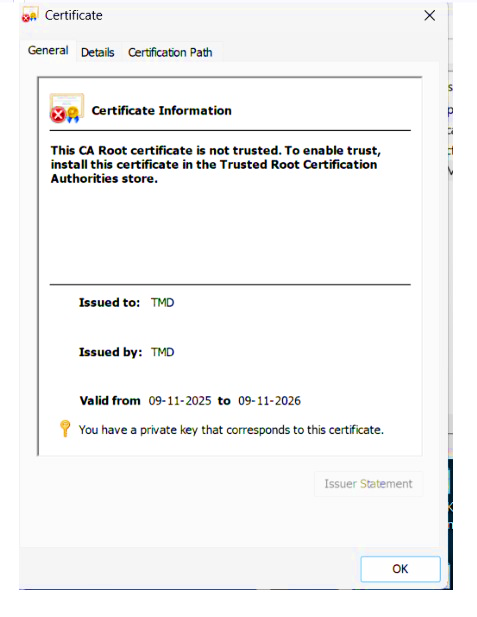 Certificate
General Details Certification Path
Certificate Information
This CA Root certificate is not trusted. To enable trust,
install this certificate in the Trusted Root Certification
Authorities store.
Issued to: TMD
Issued by: TMD
Valid from 09-11-2025 to 09-11-2026
You have a private key that corresponds to this certificate.
Issuer Statement
OK